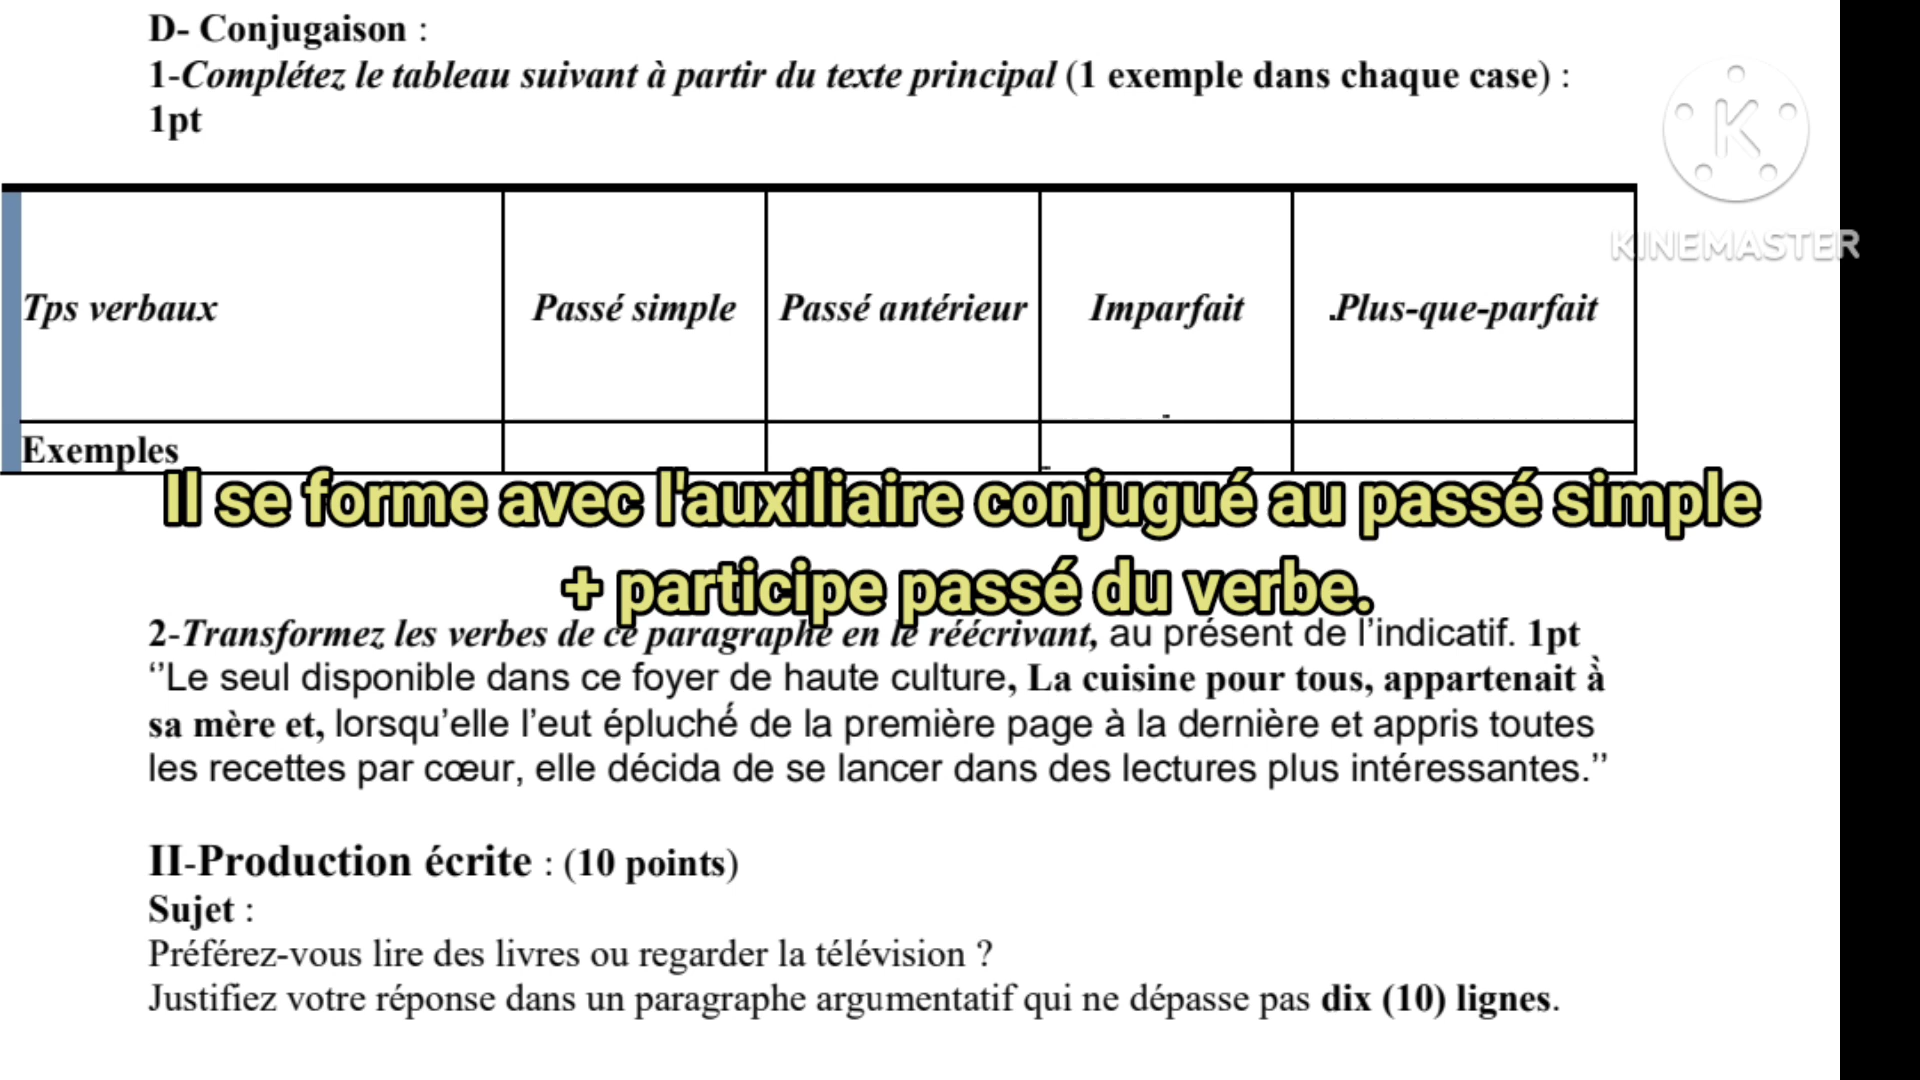 D- Conjugaison :
1-Complétez le tableau suivant à partir du texte principal (1 exemple dans chaque case) :
1pt
K
KINEMASTER
Tps verbaux Passé simple Passé antérieur Imparfait .Plus-que-parfait
Exemples
Il se forme avec l'auxiliaire conjugué au passé simple
+ participe passé du verbe.
2-Transformez les verbes de ce paragraphe en le réécrivant, au présent de l’indicatif. 1pt
‘’Le seul disponible dans ce foyer de haute culture, La cuisine pour tous, appartenait à
sa mère et, lorsqu’elle l’eut épluché de la première page à la dernière et appris toutes
les recettes par cœur, elle décida de se lancer dans des lectures plus intéressantes.’’
II-Production écrite : (10 points)
Sujet :
Préférez-vous lire des livres ou regarder la télévision ?
Justifiez votre réponse dans un paragraphe argumentatif qui ne dépasse pas dix (10) lignes.